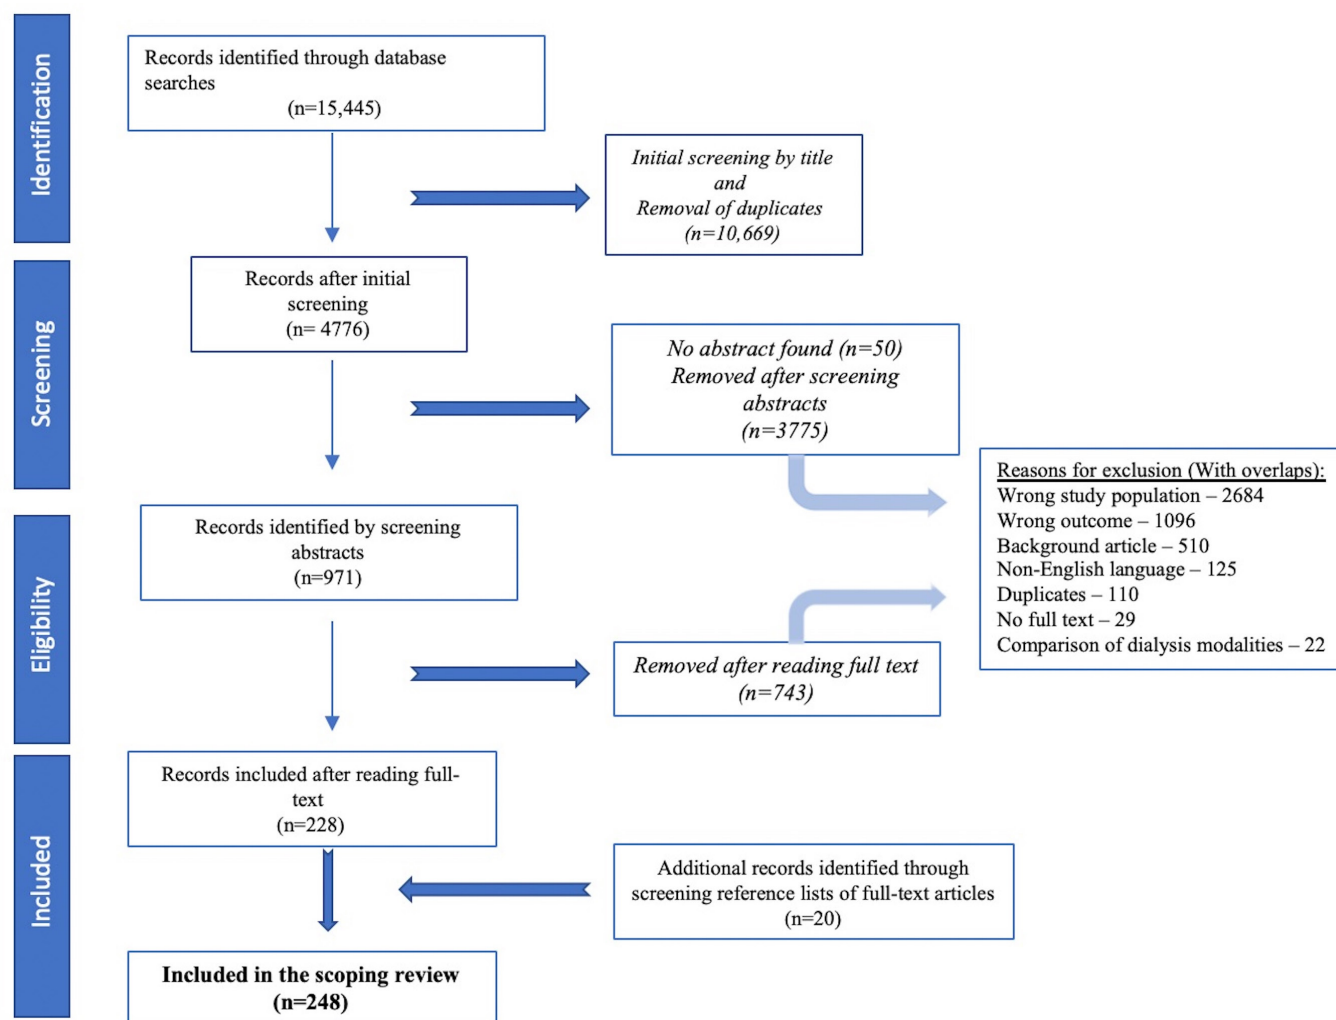 Identification
Records identified through database
searches
(n=15,445)
Initial screening by title
and
Removal of duplicates
(n=10,669)
Screening
Records after initial
screening
(n= 4776)
No abstract found (n=50)
Removed after screening
abstracts
(n=3775)
Reasons for exclusion (With overlaps):
Wrong study population – 2684
Wrong outcome – 1096
Background article – 510
Non-English language – 125
Duplicates – 110
No full text – 29
Comparison of dialysis modalities – 22
Eligibility
Records identified by screening
abstracts
(n=971)
Removed after reading full text
(n=743)
Included
Records included after reading full-
text
(n=228)
Additional records identified through
screening reference lists of full-text articles
(n=20)
Included in the scoping review
(n=248)